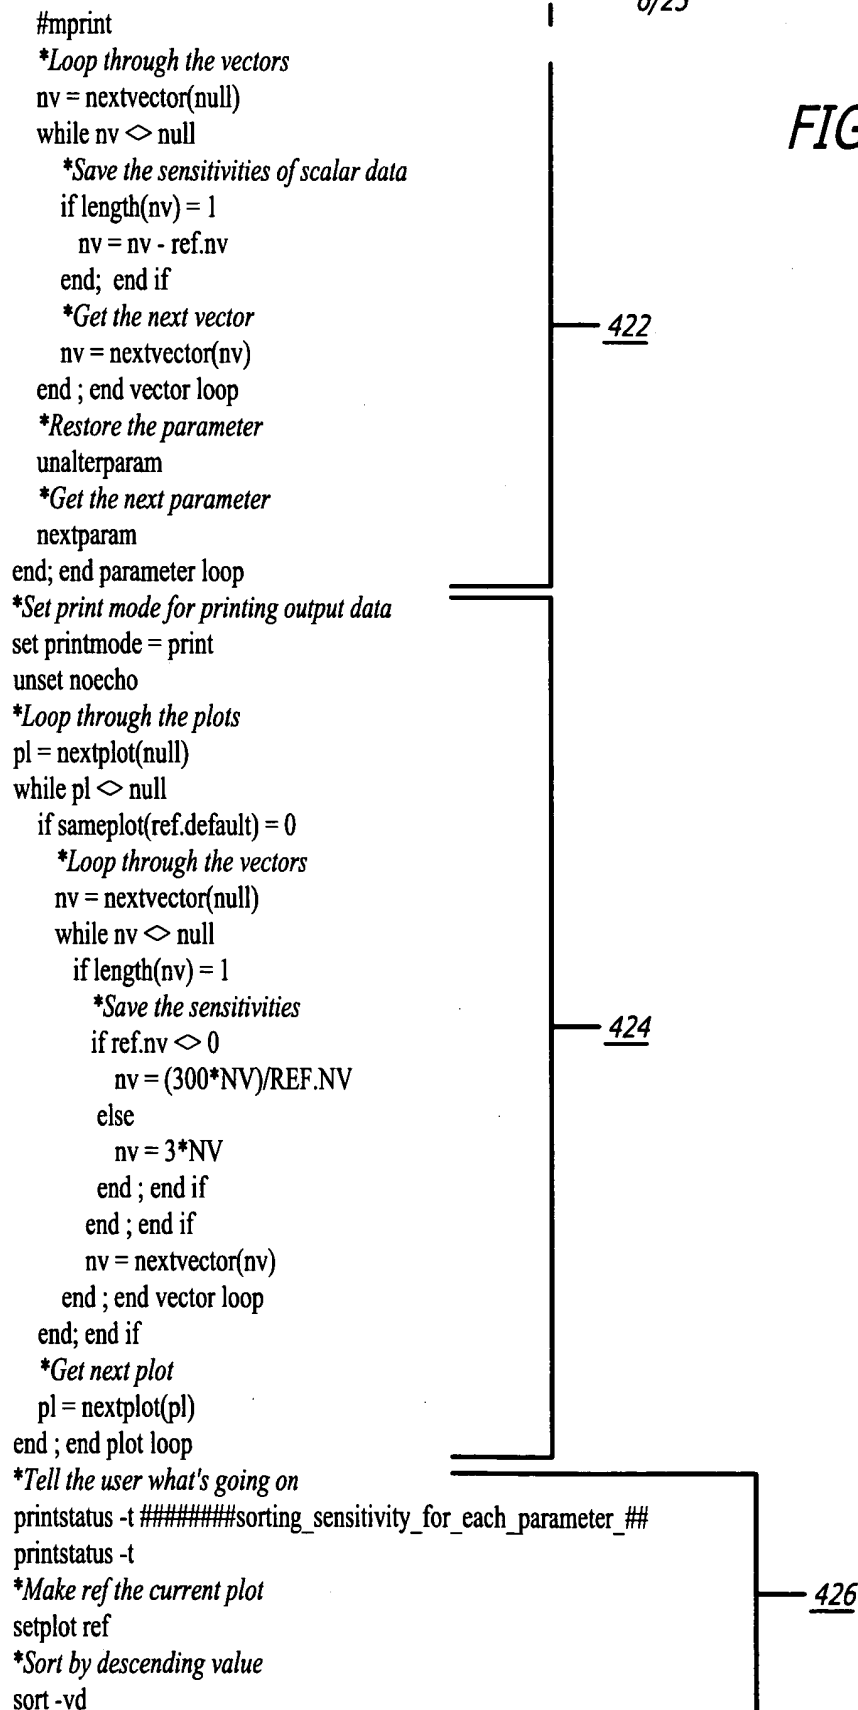 6/25
#mprint
*Loop through the vectors
nv = nextvector(null)
FIG
while nv <> null
*Save the sensitivities of scalar data
if length(nv) = 1
nv = nv - ref.nv
end; end if
*Get the next vector
422
nv = nextvector(nv)
end ; end vector loop
*Restore the parameter
unalterparam
*Get the next parameter
nextparam
end; end parameter loop
*Set print mode for printing output data
set printmode = print
unset noecho
*Loop through the plots
pl = nextplot(null)
while pl <> null
if sameplot(ref.default) = 0
*Loop through the vectors
nv = nextvector(null)
while nv <> null
if length(nv) = 1
*Save the sensitivities
424
if ref.nv <> 0
nv = (300*NV)/REF.NV
else
nv = 3*NV
end ; end if
end ; end if
nv = nextvector(nv)
end ; end vector loop
end; end if
*Get next plot
pl = nextplot(pl)
end ; end plot loop
*Tell the user what's going on
printstatus -t ########sorting_sensitivity_for_each_parameter_##
printstatus -t
*Make ref the current plot
426
setplot ref
*Sort by descending value
sort -vd